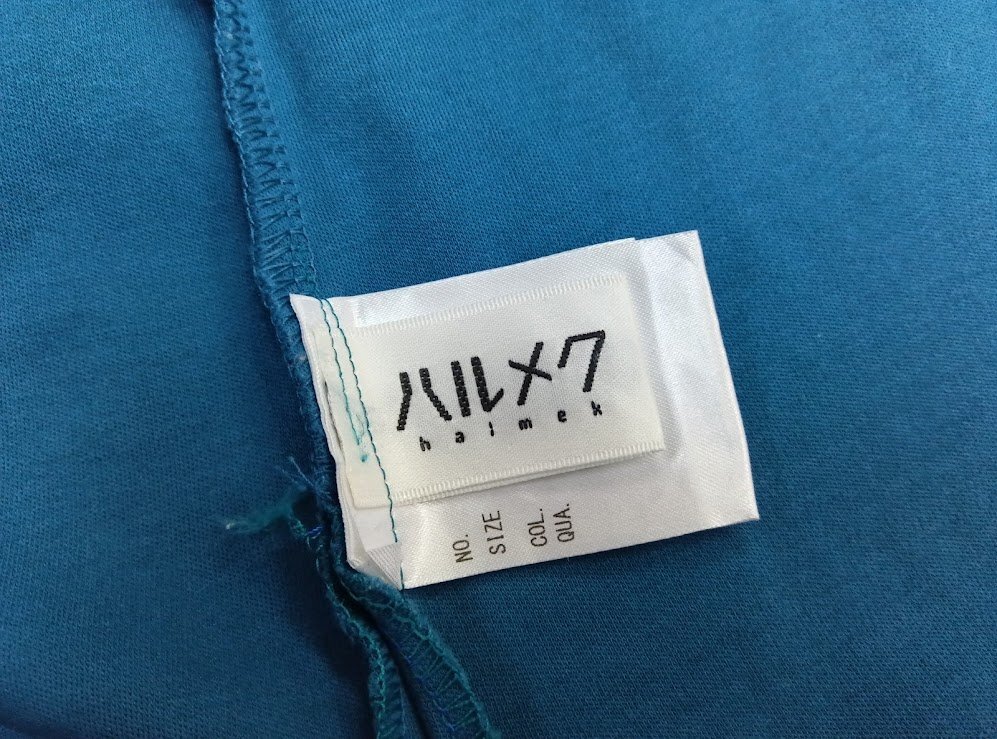 ハルメク
halmek
NO.
SIZE
COL.
QUA.